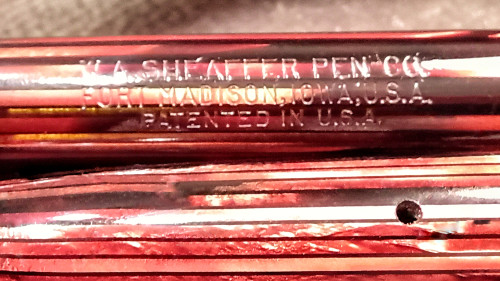 W.A. SHEAFFER PEN CO.
FORT MADISON, IOWA, U.S.A.
PATENTED IN U.S.A.